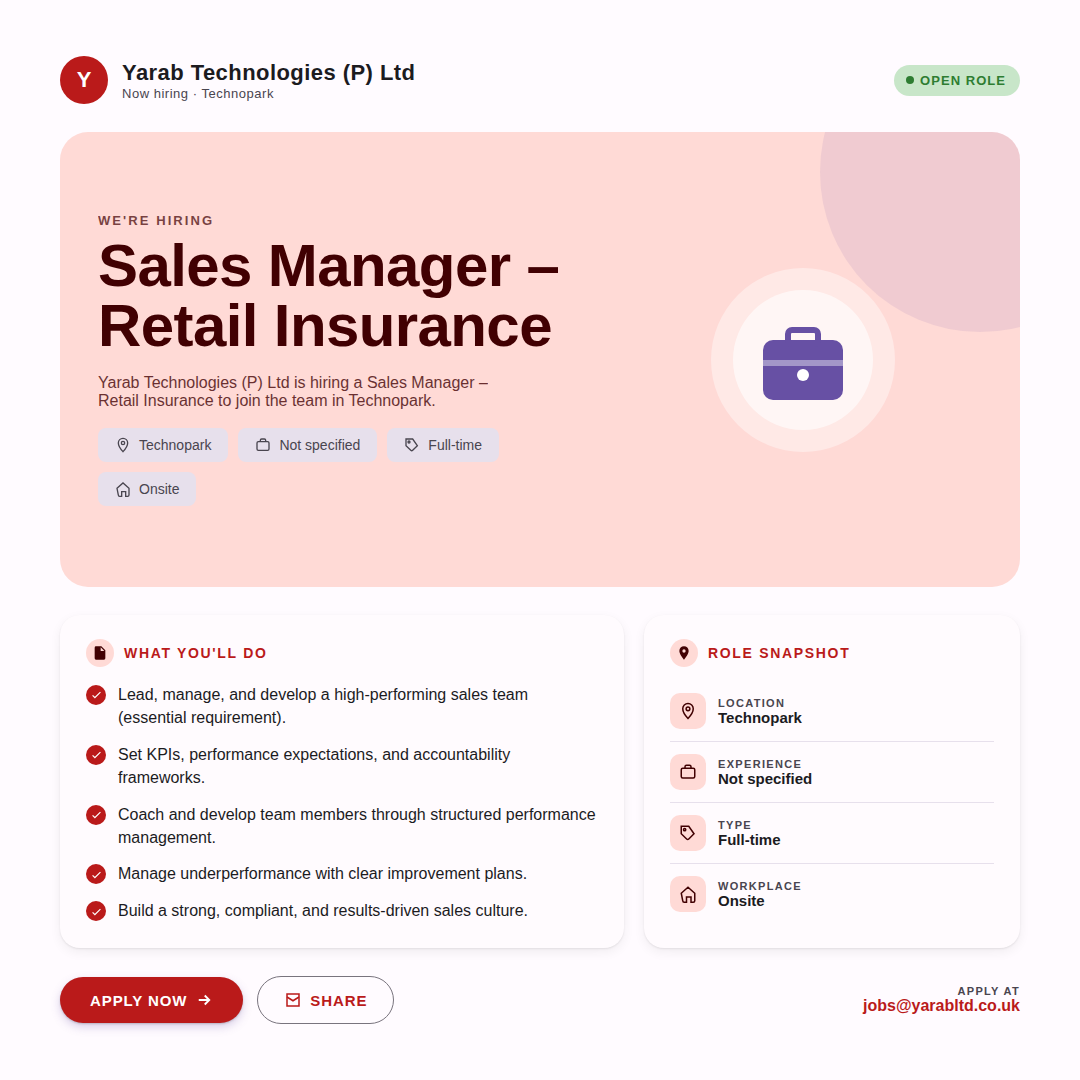 Y
Yarab Technologies (P) Ltd
Now hiring · Technopark
OPEN ROLE
WE'RE HIRING
Sales Manager –
Retail Insurance
Yarab Technologies (P) Ltd is hiring a Sales Manager –
Retail Insurance to join the team in Technopark.
Technopark
Not specified
Full-time
Onsite
WHAT YOU'LL DO
Lead, manage, and develop a high-performing sales team
(essential requirement).
Set KPIs, performance expectations, and accountability
frameworks.
Coach and develop team members through structured performance
management.
Manage underperformance with clear improvement plans.
Build a strong, compliant, and results-driven sales culture.
ROLE SNAPSHOT
LOCATION
Technopark
EXPERIENCE
Not specified
TYPE
Full-time
WORKPLACE
Onsite
APPLY NOW
SHARE
APPLY AT
jobs@yarabltd.co.uk